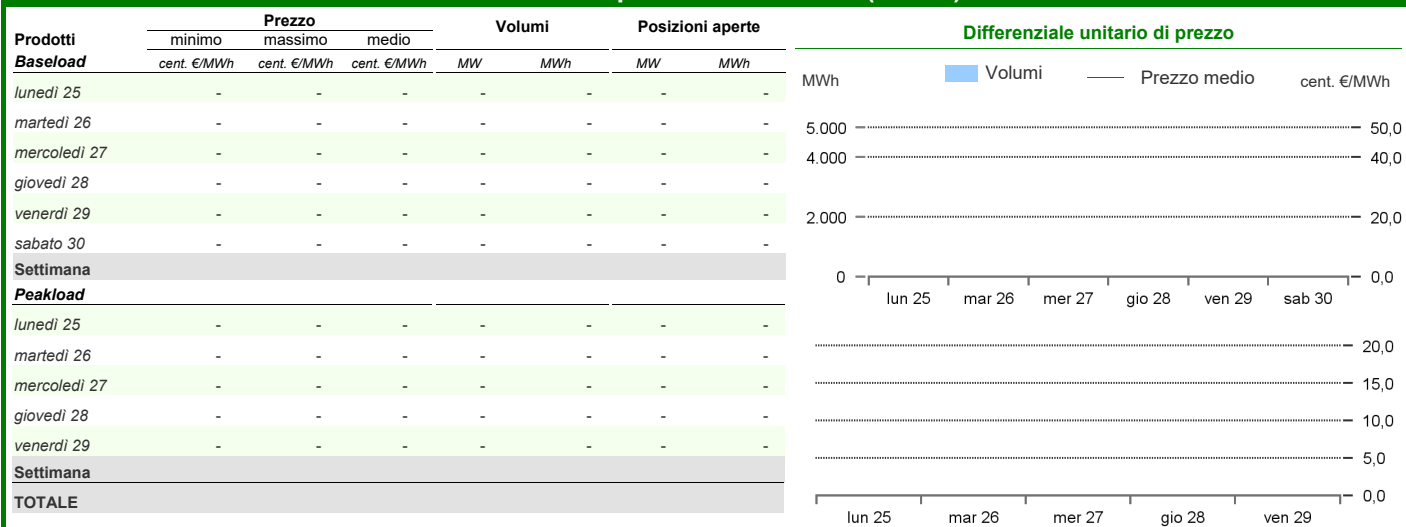 Prezzo
Volumi
Posizioni aperte
Prodotti
minimo massimo medio
Baseload cent. €/MWh cent. €/MWh cent. €/MWh MW MWh MW MWh
lunedì 25 - - - - - - -
martedì 26 - - - - - - -
mercoledì 27 - - - - - - -
giovedì 28 - - - - - - -
venerdì 29 - - - - - - -
sabato 30 - - - - - - -
Settimana
Peakload
lunedì 25 - - - - - - -
martedì 26 - - - - - - -
mercoledì 27 - - - - - - -
giovedì 28 - - - - - - -
venerdì 29 - - - - - - -
Settimana
TOTALE
Differenziale unitario di prezzo
MWh Volumi Prezzo medio cent. €/MWh
5.000 50,0
4.000 40,0
2.000 20,0
0 0,0
lun 25 mar 26 mer 27 gio 28 ven 29 sab 30
20,0
15,0
10,0
5,0
0,0
lun 25 mar 26 mer 27 gio 28 ven 29